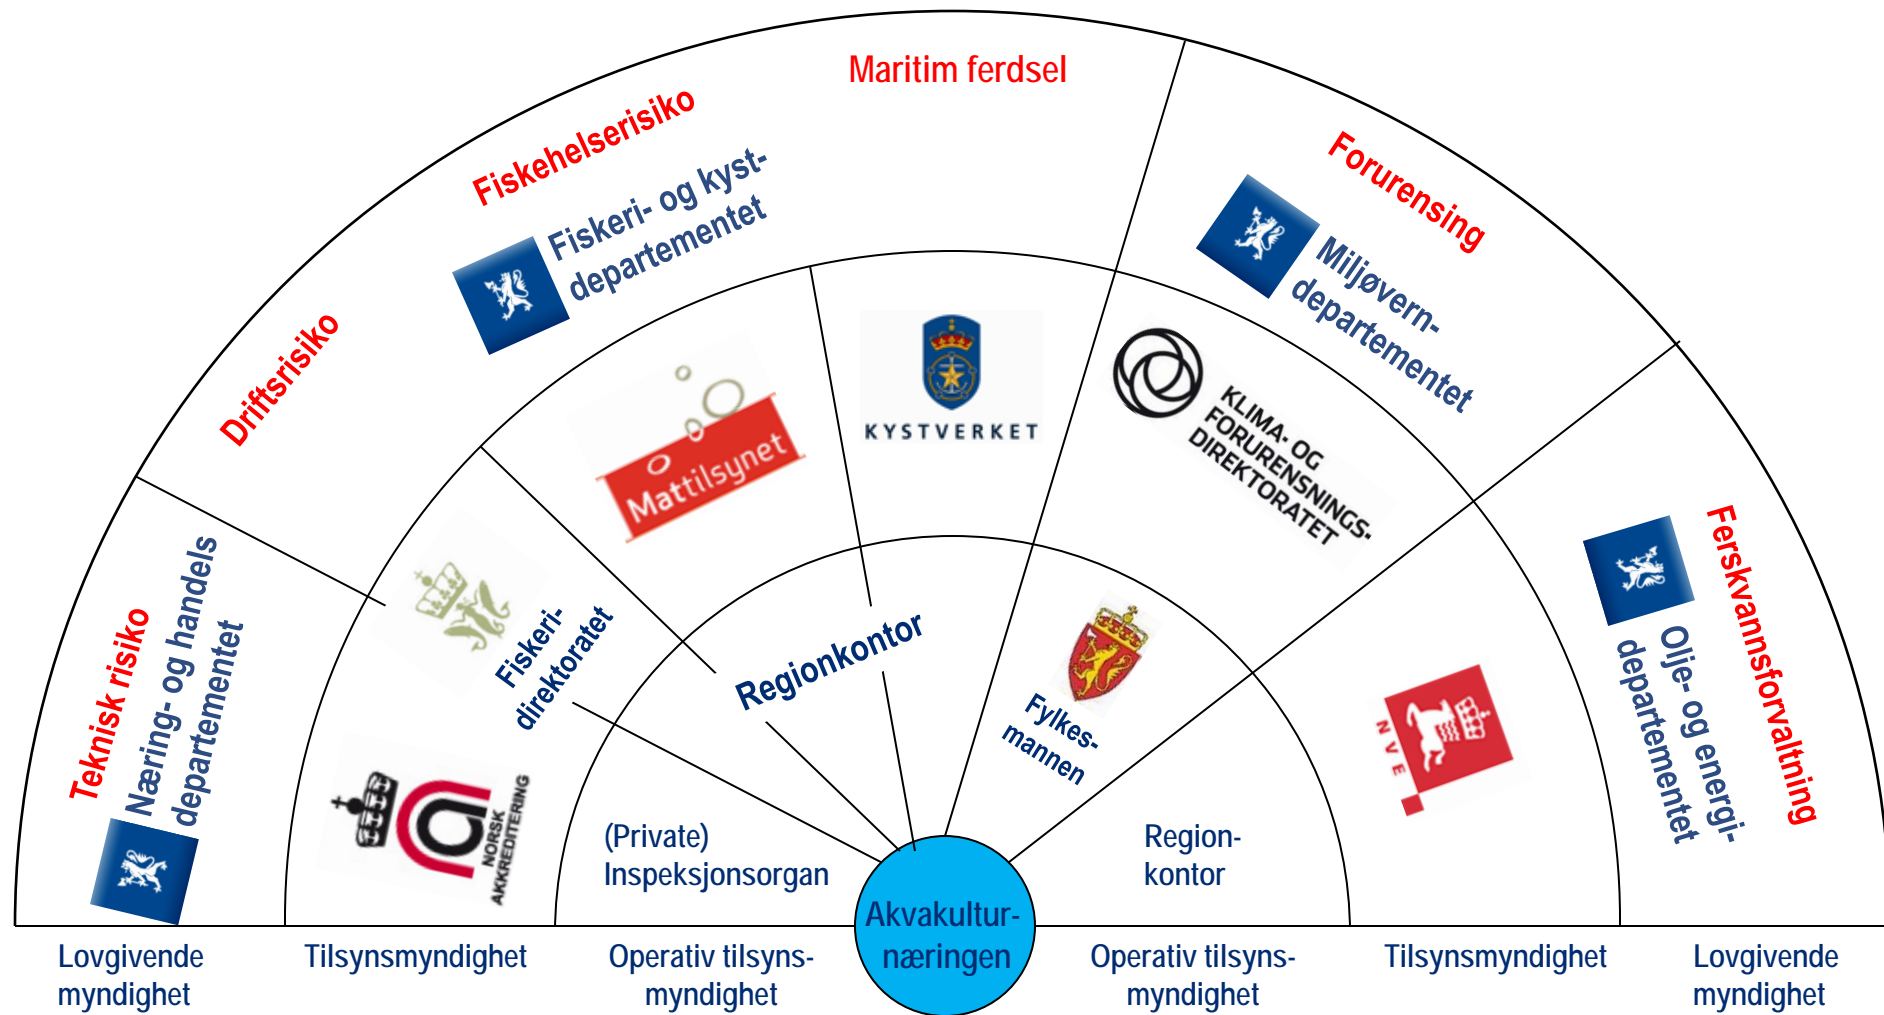 Maritim ferdsel
Fiskehelserisiko
Fiskeri- og kyst-
departementet
Driftsrisiko
Forurensing
Miljøvern-
departementet
Mattilsynet
KYSTVERKET
KLIMA- OG
FORURENSNINGS-
DIREKTORATET
Teknisk risiko
Næring- og handels
departementet
Fiskeri-
direktoratet
NORSK
AKKREDITERING
Regionkontor
Fylkes-
mannen
NVE
Ferskvannsforvaltning
Olje- og energi-
departementet
(Private)
Inspeksjonsorgan
Region-
kontor
Akvakultur-
næringen
Lovgivende
myndighet
Tilsynsmyndighet
Operativ tilsyns-
myndighet
Operativ tilsyns-
myndighet
Tilsynsmyndighet
Lovgivende
myndighet